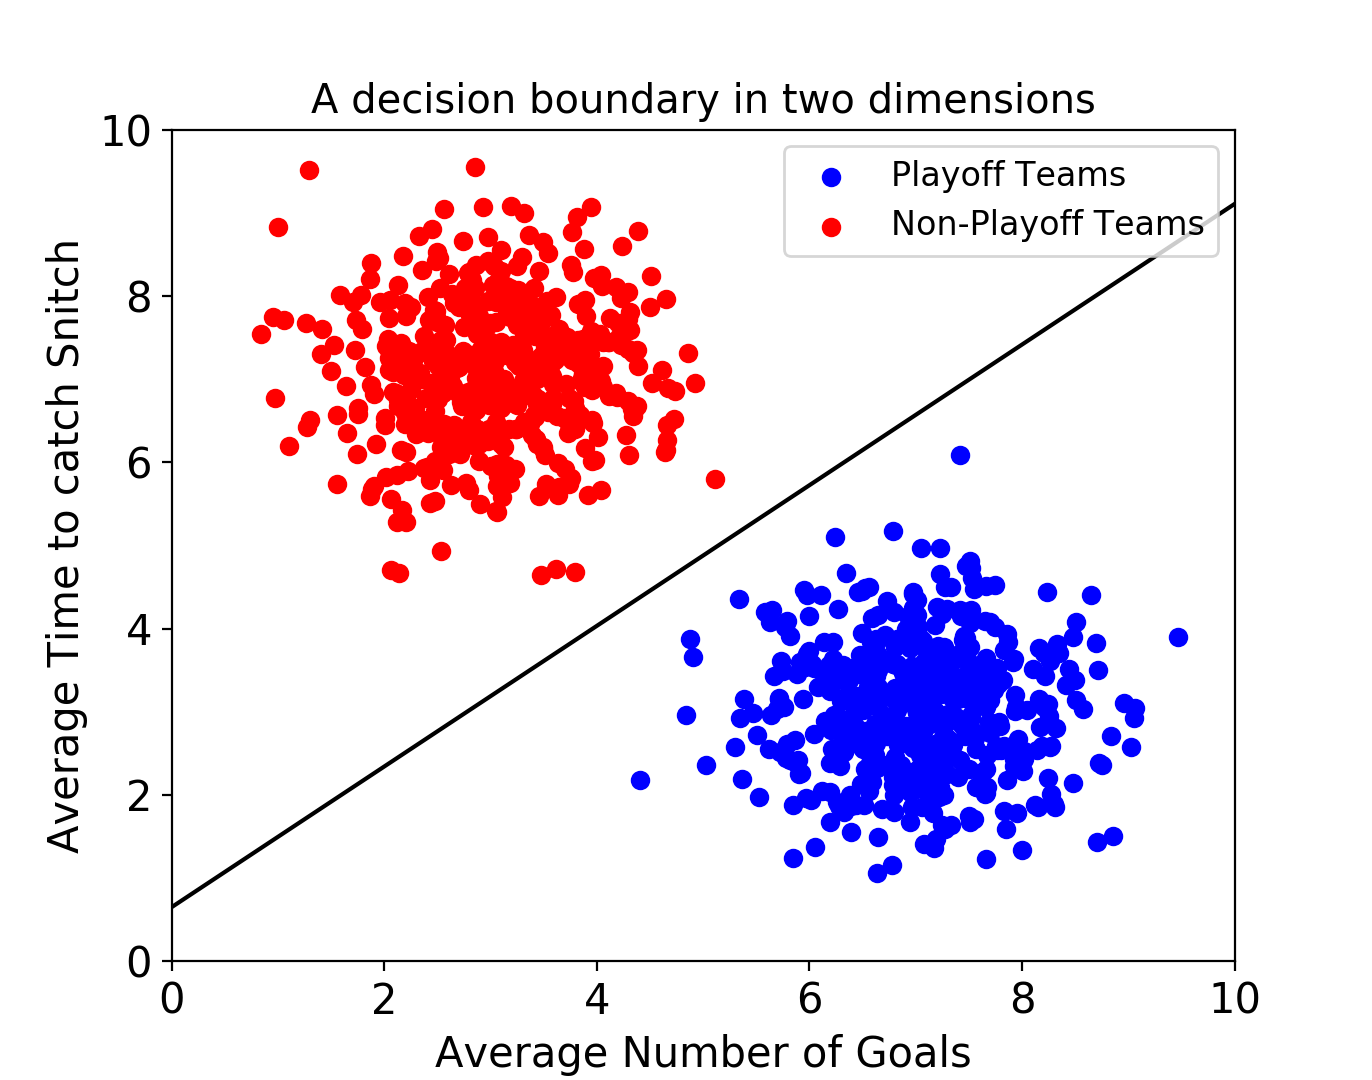 A decision boundary in two dimensions
Playoff Teams
Non-Playoff Teams
10
8
6
4
2
0
Average Time to catch Snitch
0 2 4 6 8 10
Average Number of Goals